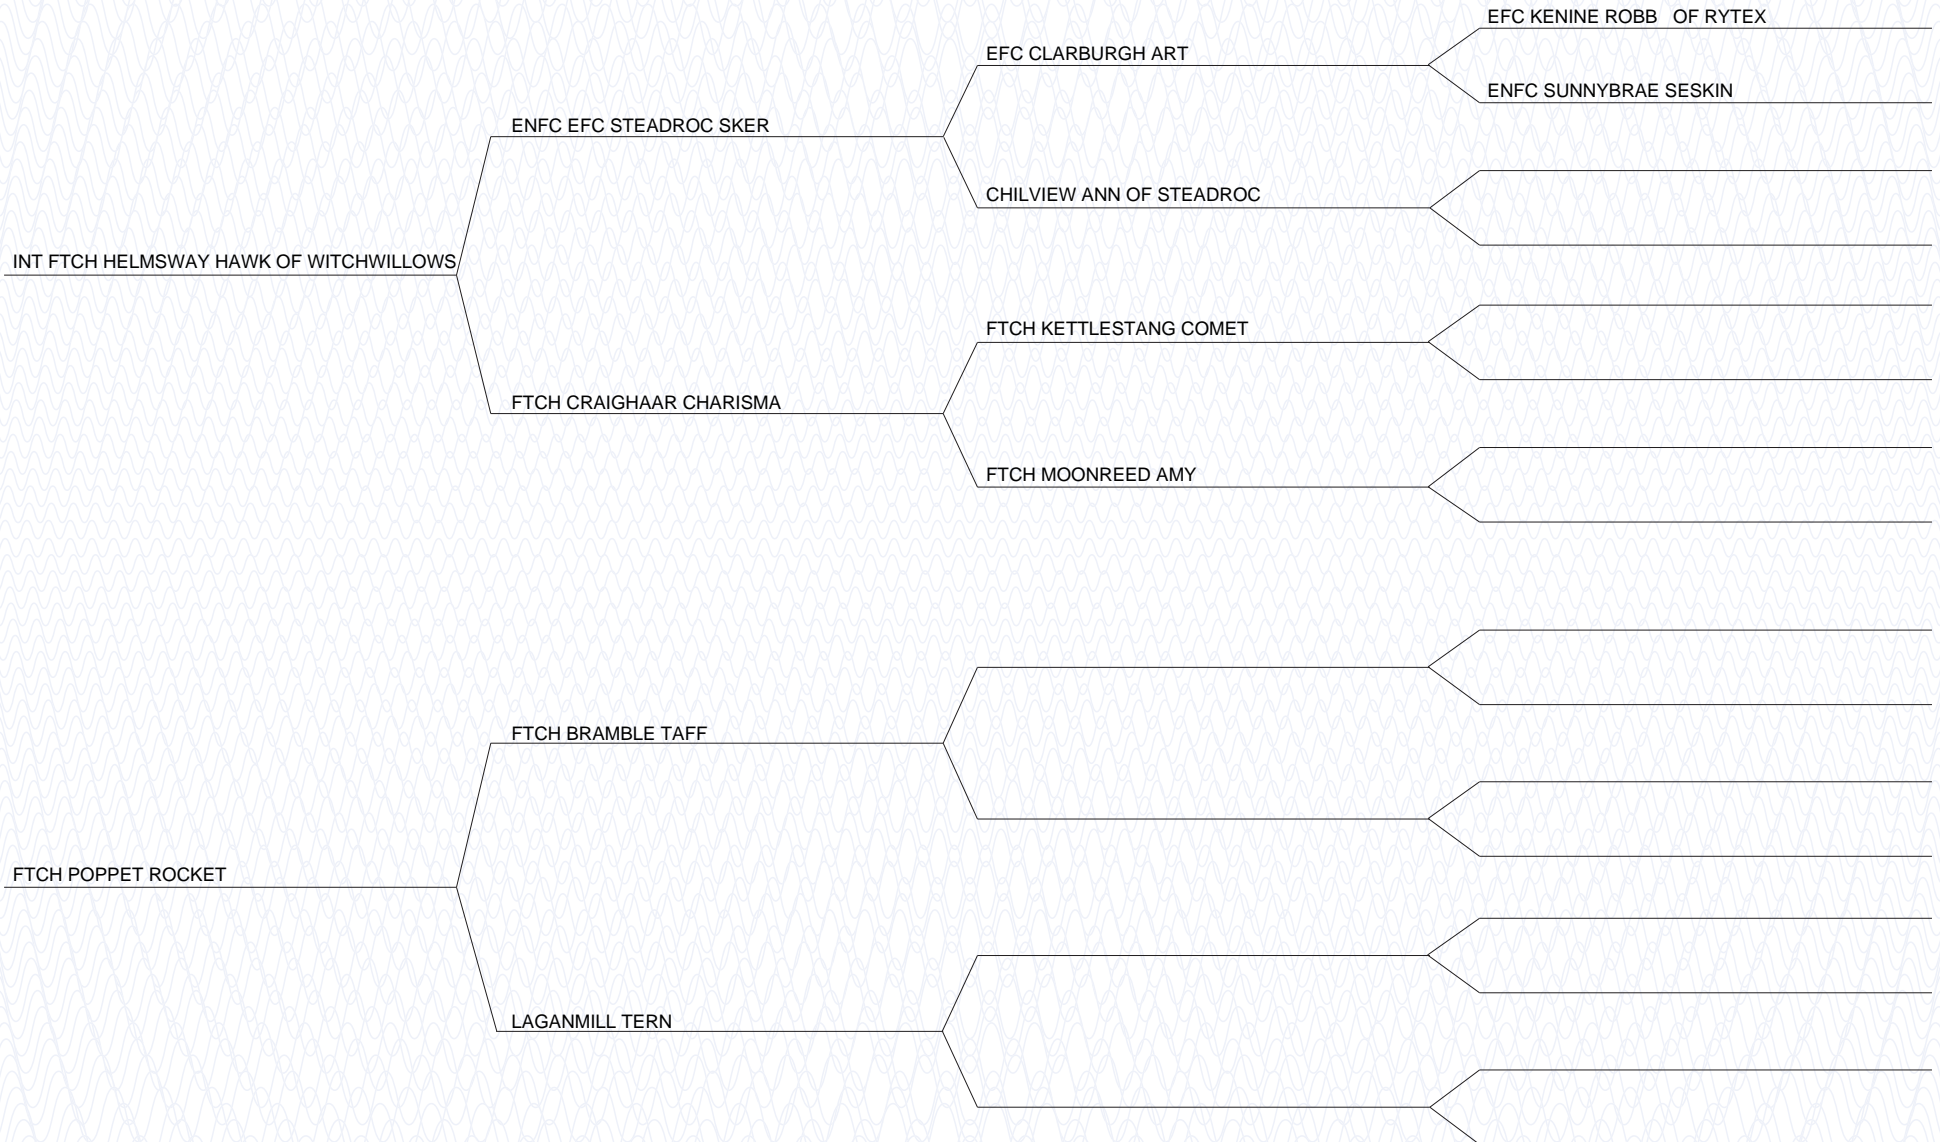 EFC KENINE ROBB   OF RYTEX
EFC CLARBURGH ART
ENFC SUNNYBRAE SESKIN
ENFC EFC STEADROC SKER
CHILVIEW ANN OF STEADROC
INT FTCH HELMSWAY HAWK OF WITCHWILLOWS
FTCH KETTLESTANG COMET
FTCH CRAIGHAAR CHARISMA
FTCH MOONREED AMY
FTCH BRAMBLE TAFF
FTCH POPPET ROCKET
LAGANMILL TERN